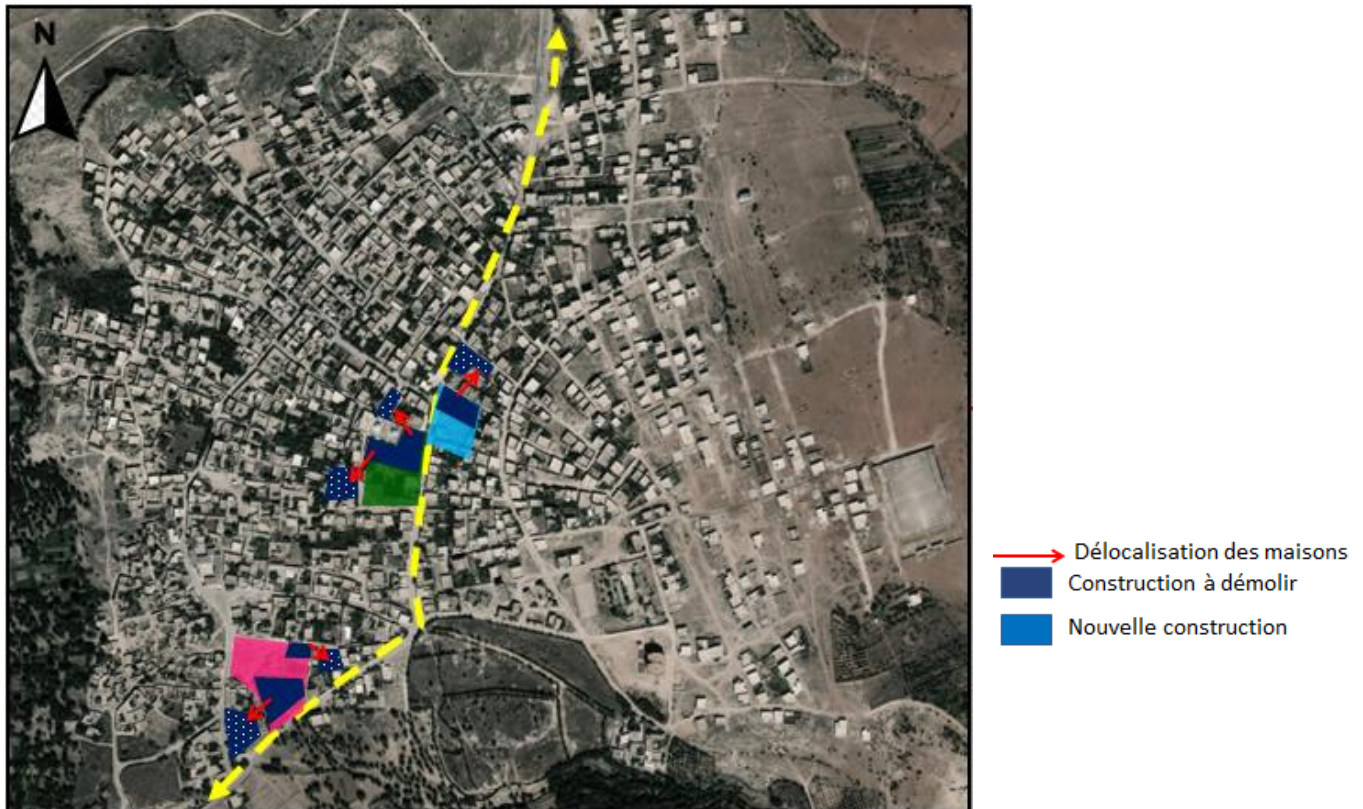 N
Délocalisation des maisons
Construction à démolir
Nouvelle construction